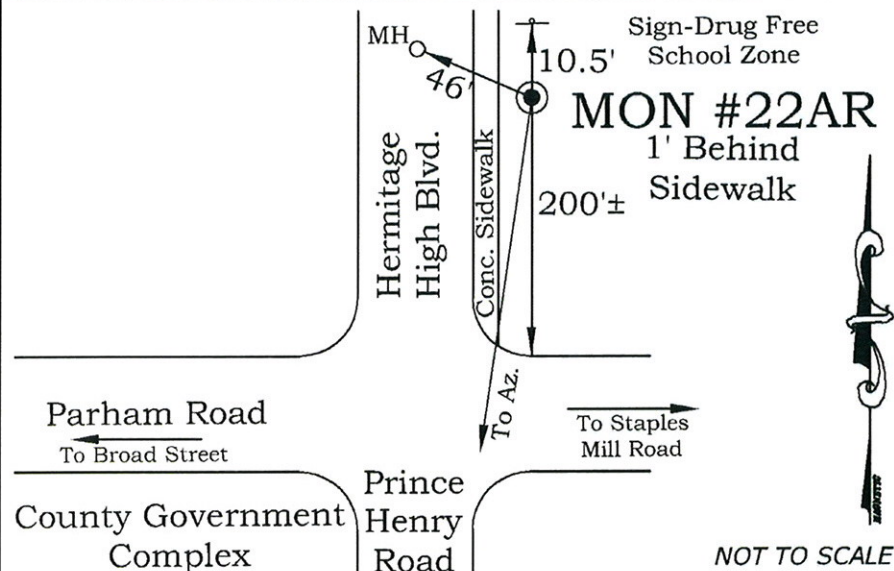 MH
46'
Sign-Drug Free
School Zone
10.5'
MON #22AR
1' Behind
Sidewalk
200'±
Hermitage
High Blvd.
Conc. Sidewalk
To Az.
Parham Road
To Broad Street
To Staples
Mill Road
County Government
Complex
Prince
Henry
Road
NOT TO SCALE